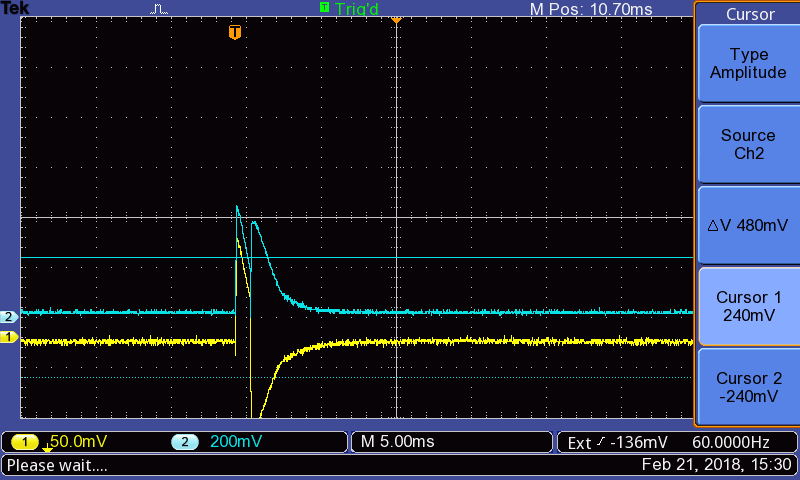 Tek
T Trig'd
M Pos: 10.70ms
Cursor
T
Type
Amplitude
Source
Ch2
△V 480mV
Cursor 1
240mV
Cursor 2
-240mV
2
1
1 50.0mV
2 200mV
M 5.00ms
Ext / -136mV
60.0000Hz
Please wait....
Feb 21, 2018, 15:30